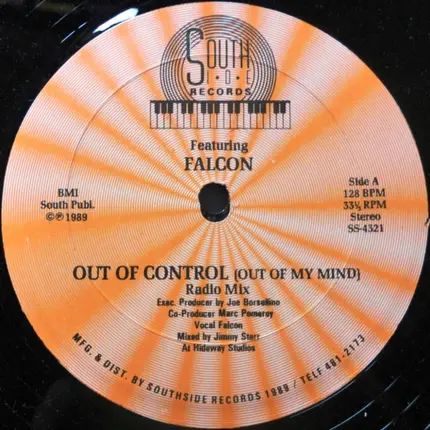 SOUTH
SIDE
RECORDS
Featuring
FALCON
BMI
South Publ.
©℗ 1989
Side A
128 BPM
33⅓ RPM
Stereo
SS-4321
OUT OF CONTROL (OUT OF MY MIND)
Radio Mix
Exec. Producer by Joe Borsellino
Co-Producer Marc Pomeroy
Vocal Falcon
Mixed by Jimmy Starr
At Hideway Studios
MFG. & DIST. BY SOUTHSIDE RECORDS 1989 / TELF 481-2173